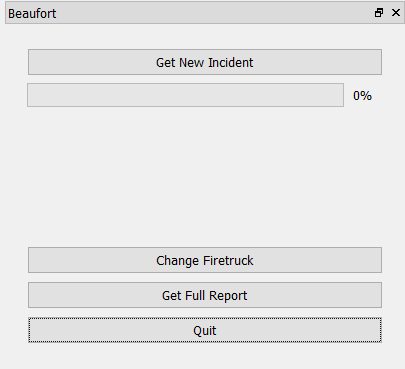 Beaufort
Get New Incident
0%
Change Firetruck
Get Full Report
Quit